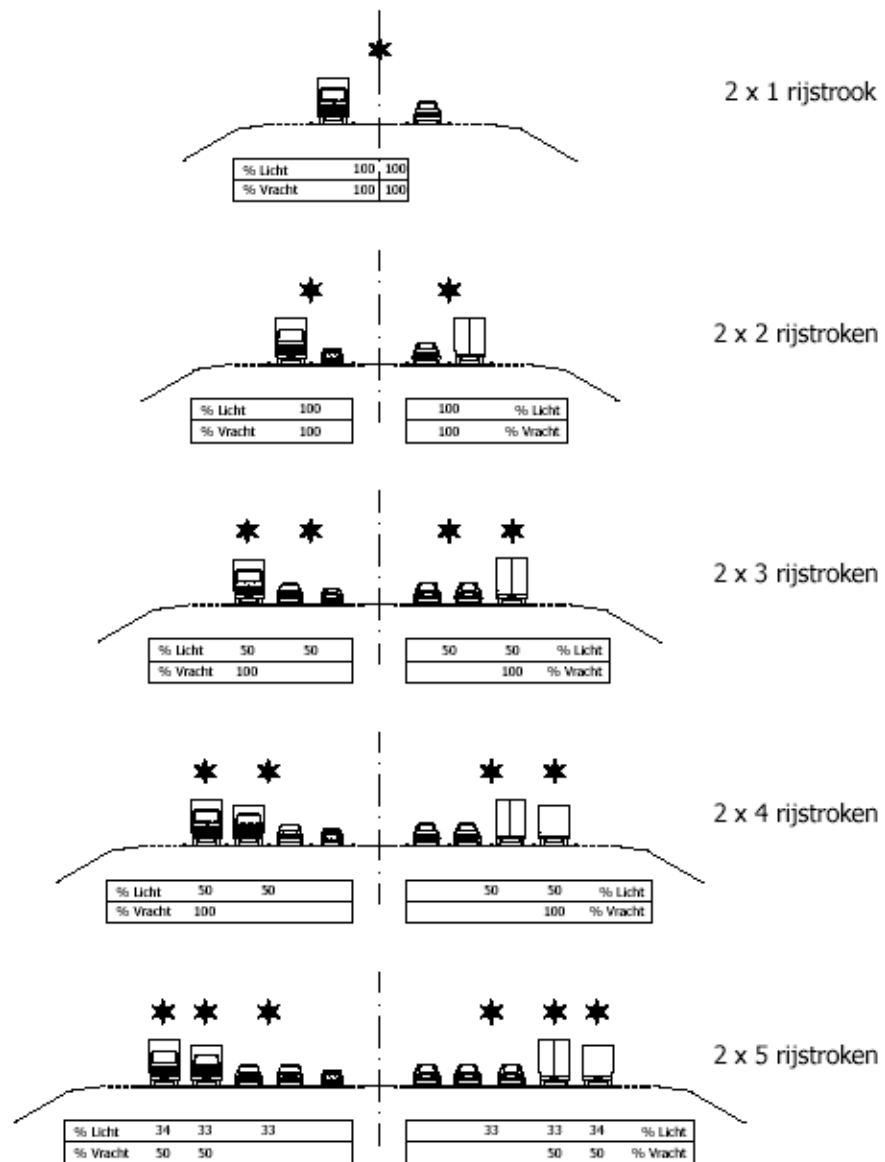 2 x 1 rijstrook
% Licht 100 100
% Vracht 100 100
2 x 2 rijstroken
% Licht 100 100 % Licht
% Vracht 100 100 % Vracht
2 x 3 rijstroken
% Licht 50 50 50 50 % Licht
% Vracht 100 100 % Vracht
2 x 4 rijstroken
% Licht 50 50 50 50 % Licht
% Vracht 100 100 % Vracht
2 x 5 rijstroken
% Licht 34 33 33 33 33 34 % Licht
% Vracht 50 50 50 50 % Vracht